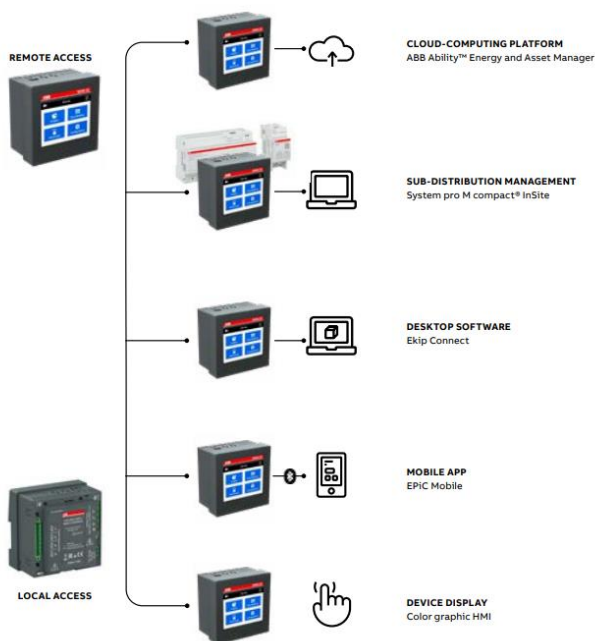 REMOTE ACCESS
CLOUD-COMPUTING PLATFORM
ABB Ability™ Energy and Asset Manager
SUB-DISTRIBUTION MANAGEMENT
System pro M compact® InSite
DESKTOP SOFTWARE
Ekip Connect
MOBILE APP
EPiC Mobile
LOCAL ACCESS
DEVICE DISPLAY
Color graphic HMI